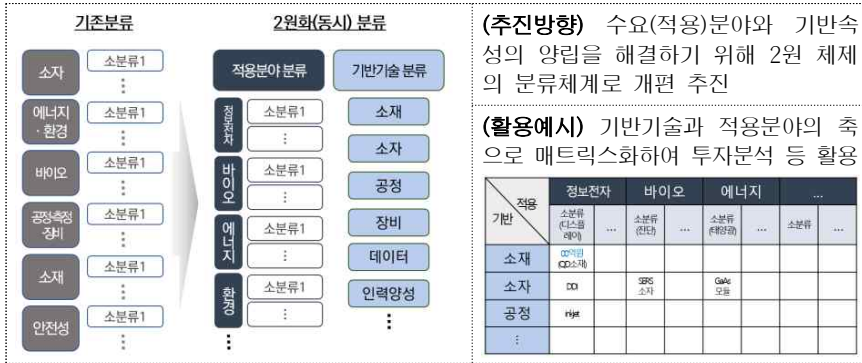 기존분류
소자
소분류1
⋮
에너지
·환경
소분류1
⋮
바이오
소분류1
⋮
공정·측정
·장비
소분류1
⋮
소재
소분류1
⋮
안전성
소분류1
⋮
2원화(동시) 분류
적용분야 분류
기반기술 분류
정보전자
소분류1
⋮
바이오
소분류1
⋮
에너지
소분류1
⋮
환경
소분류1
⋮
⋮
소재
소자
공정
장비
데이터
인력양성
⋮
(추진방향) 수요(적용)분야와 기반속
성의 양립을 해결하기 위해 2원 체제
의 분류체계로 개편 추진
(활용예시) 기반기술과 적용분야의 축
으로 매트릭스화하여 투자분석 등 활용
적용
기반
정보전자 바이오 에너지 ...
소분류
(디스플
레이)
...
소분류
(진단)
...
소분류
(태양광)
...
소분류
...
소재
00억원
(QD소재)
소자 DDI
SERS
소자
GaAs
모듈
공정 inkjet
⋮